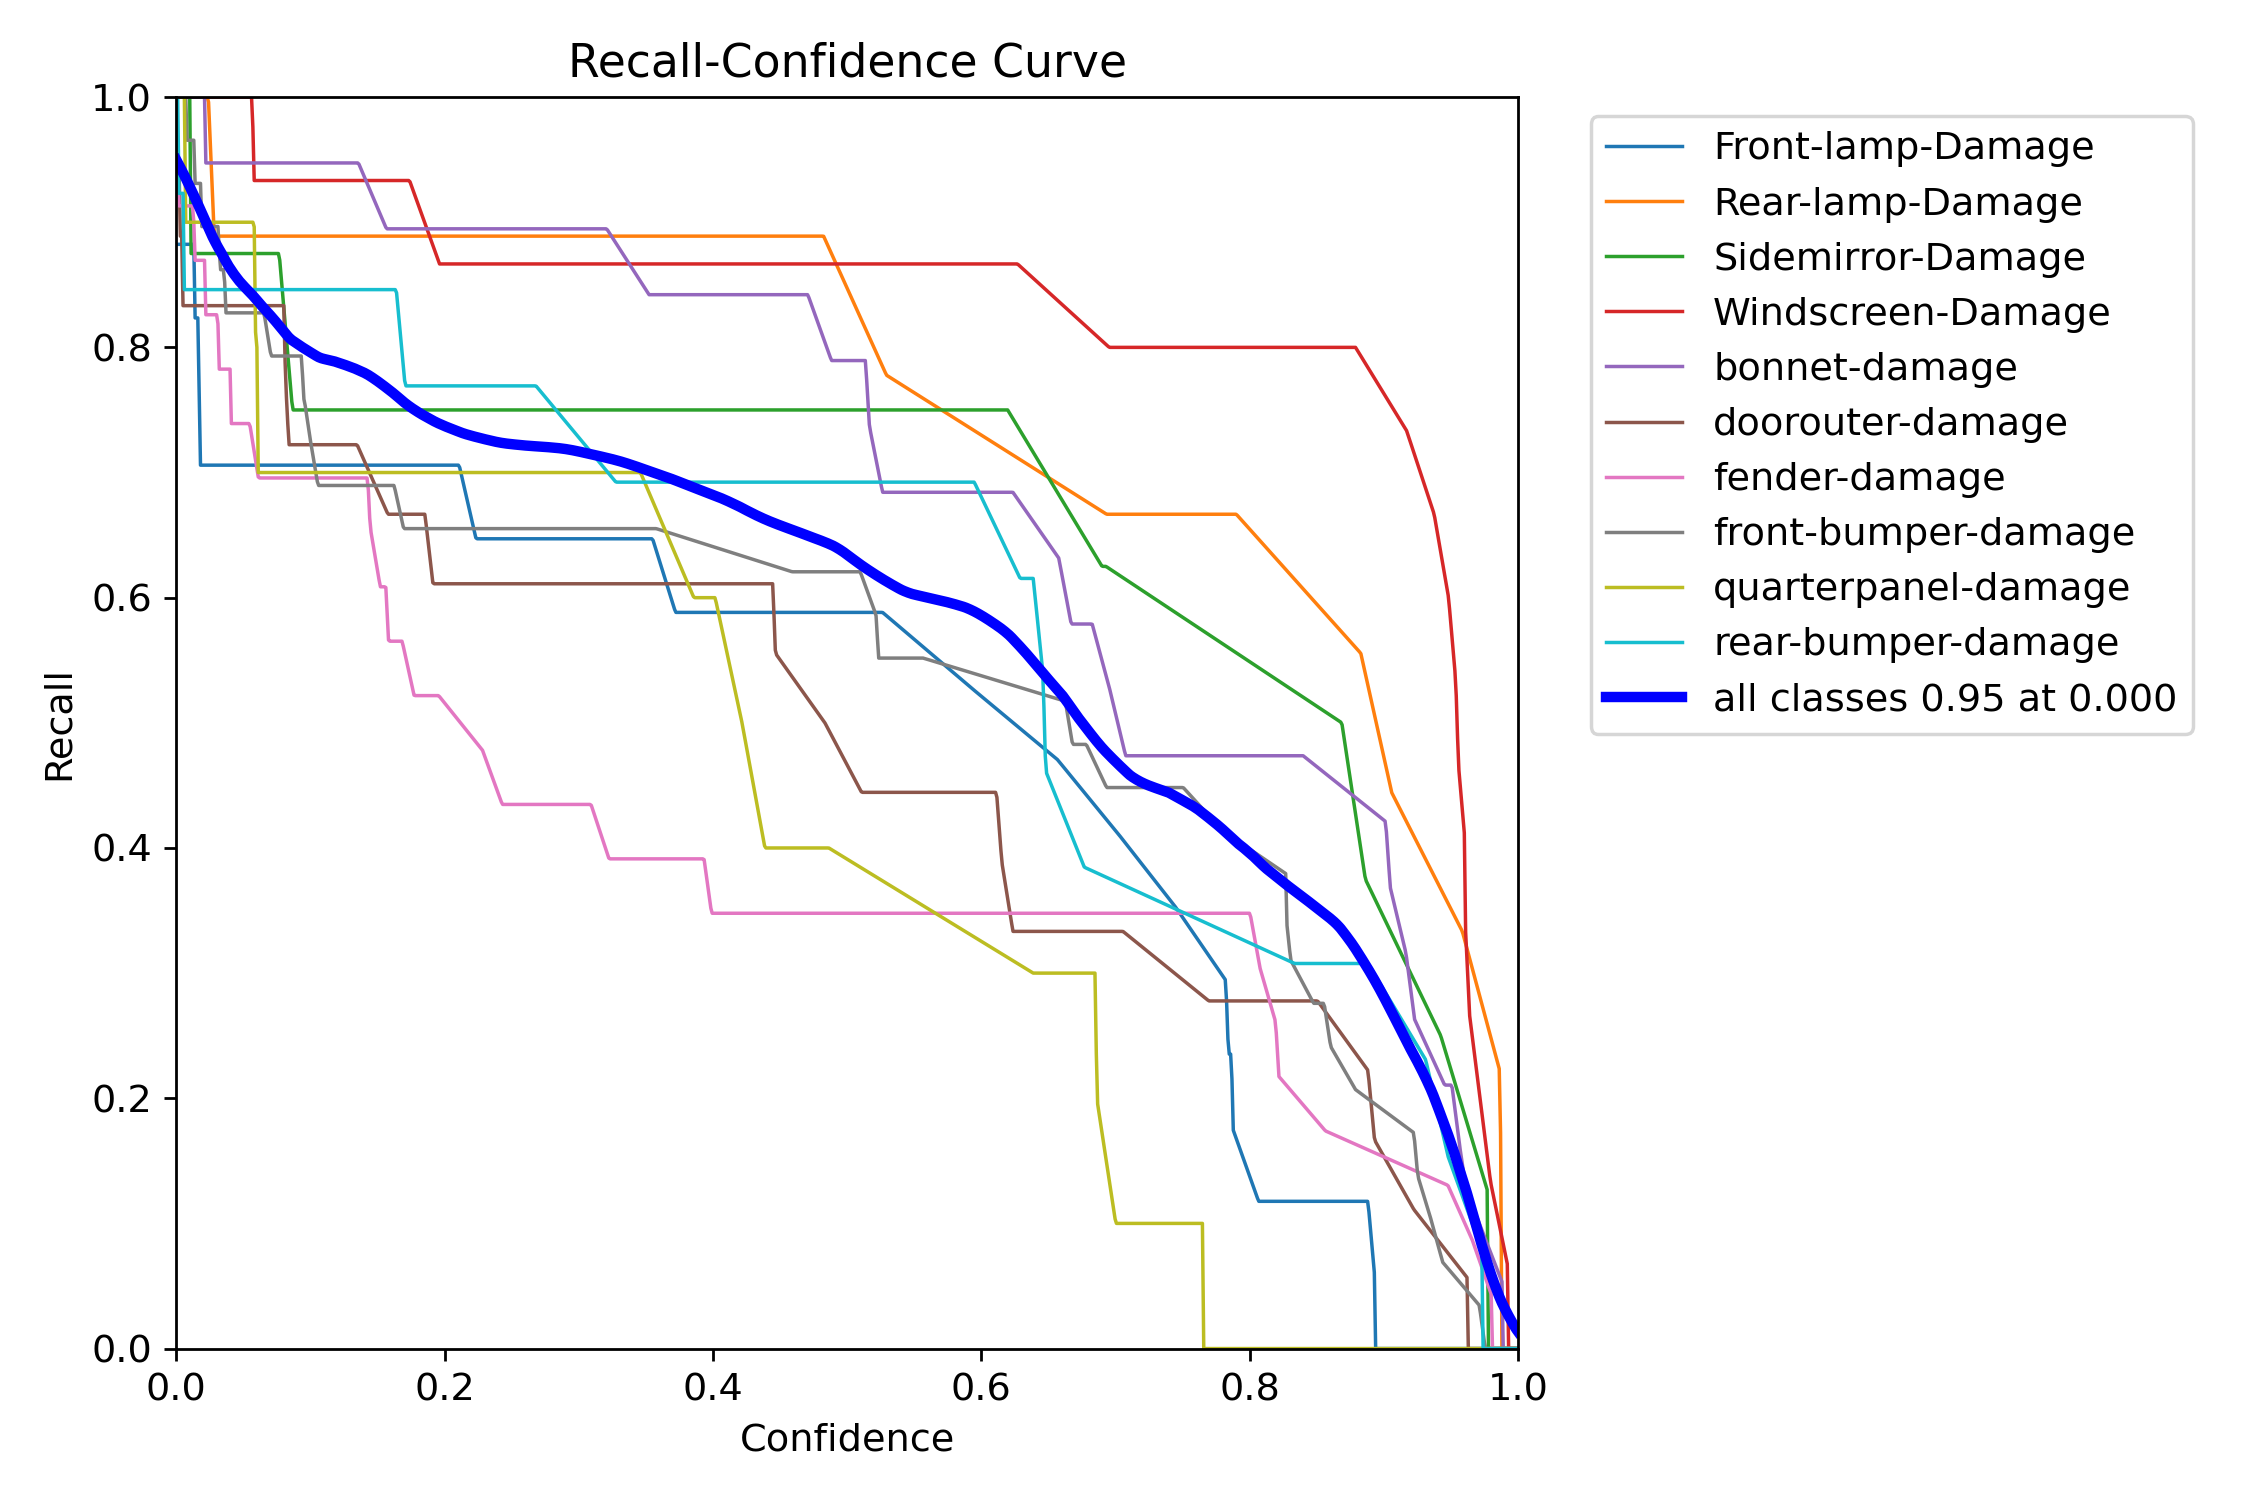 Recall-Confidence Curve
1.0
0.8
0.6
0.4
0.2
0.0
Recall
0.0 0.2 0.4 0.6 0.8 1.0
Confidence
Front-lamp-Damage
Rear-lamp-Damage
Sidemirror-Damage
Windscreen-Damage
bonnet-damage
doorouter-damage
fender-damage
front-bumper-damage
quarterpanel-damage
rear-bumper-damage
all classes 0.95 at 0.000